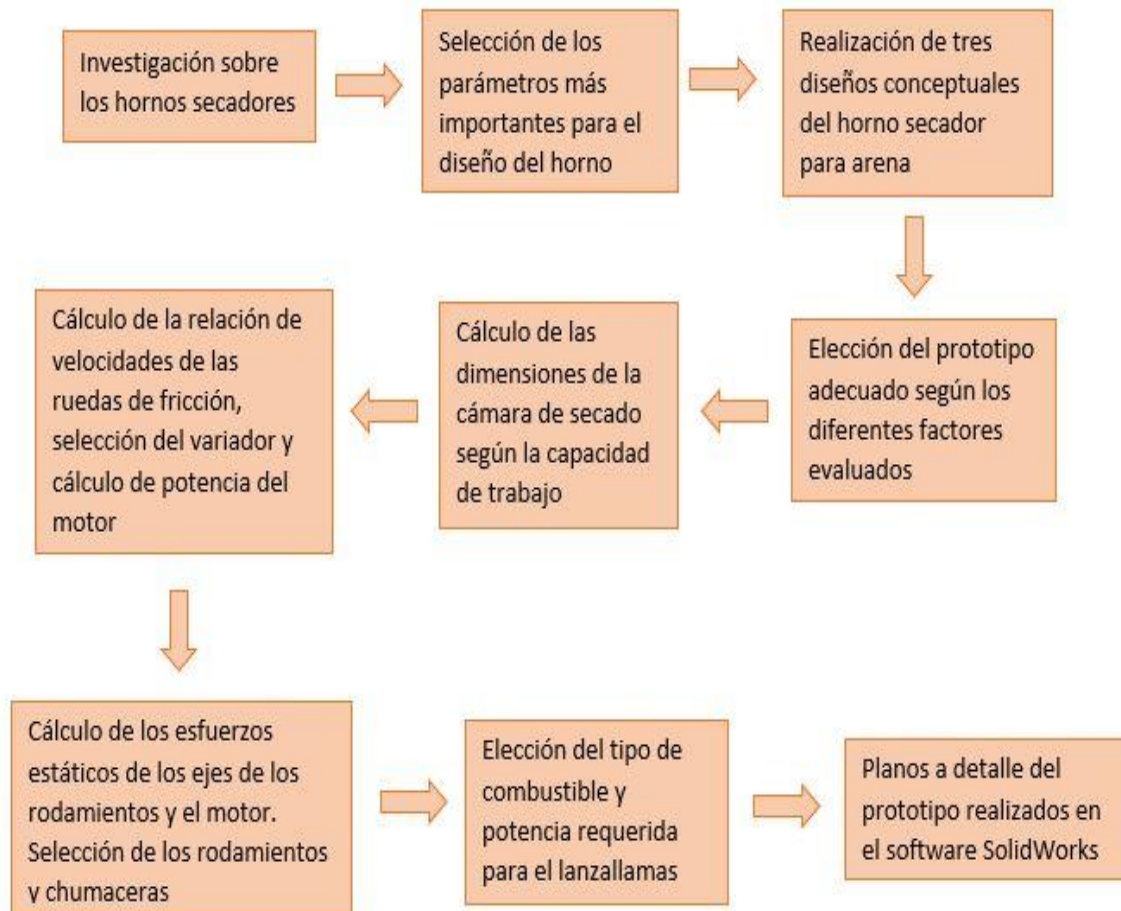 Investigación sobre
los hornos secadores
Selección de los
parámetros más
importantes para el
diseño del horno
Realización de tres
diseños conceptuales
del horno secador
para arena
Elección del prototipo
adecuado según los
diferentes factores
evaluados
Cálculo de las
dimensiones de la
cámara de secado
según la capacidad
de trabajo
Cálculo de la relación de
velocidades de las
ruedas de fricción,
selección del variador y
cálculo de potencia del
motor
Cálculo de los esfuerzos
estáticos de los ejes de los
rodamientos y el motor.
Selección de los rodamientos
y chumaceras
Elección del tipo de
combustible y
potencia requerida
para el lanzallamas
Planos a detalle del
prototipo realizados en
el software SolidWorks